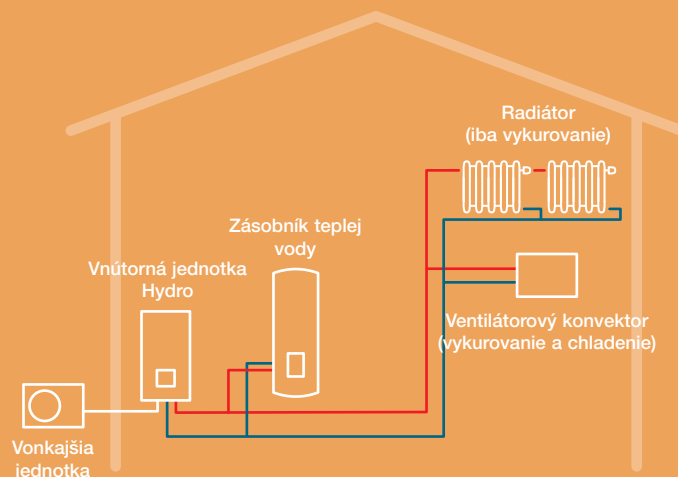 Radiátor
(iba vykurovanie)
Zásobník teplej
vody
Vnútorná jednotka
Hydro
Ventilátorový konvektor
(vykurovanie a chladenie)
Vonkajšia
jednotka